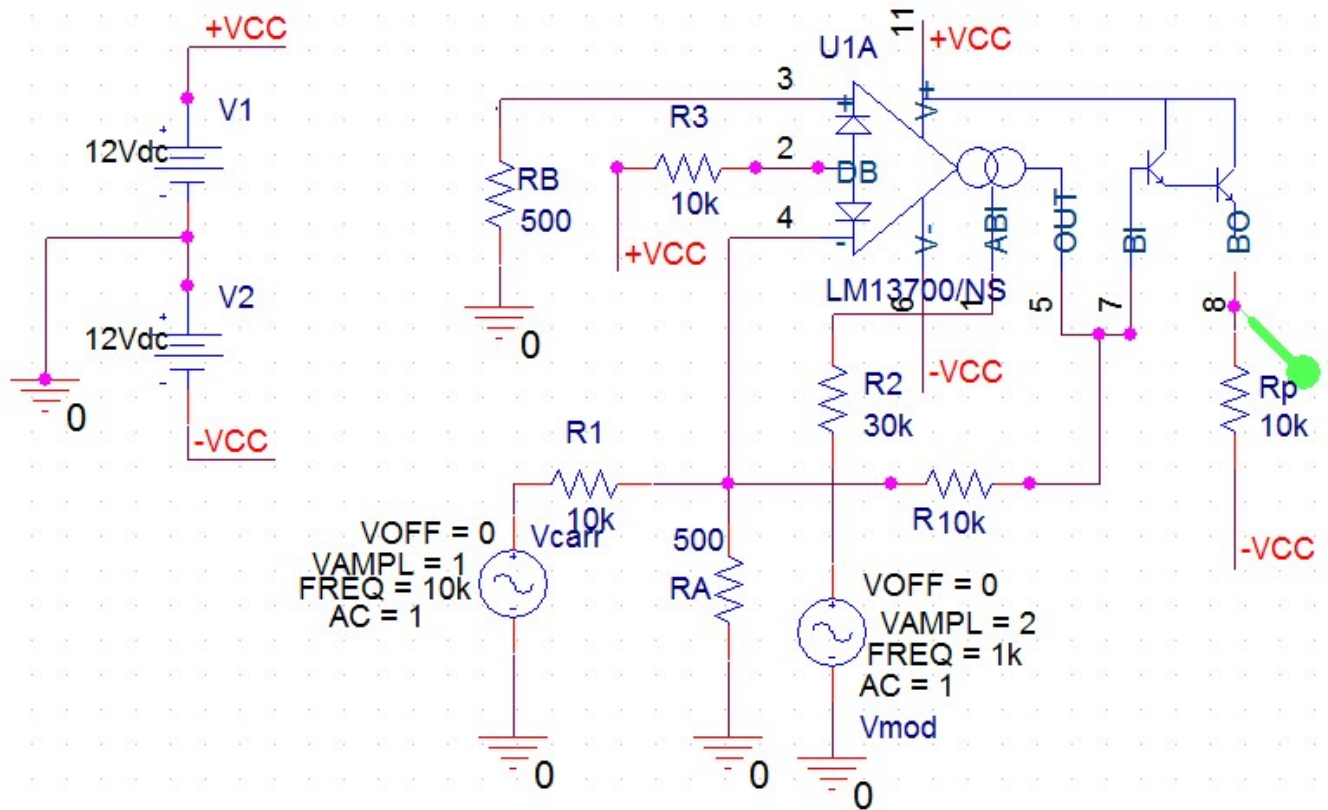 +VCC
V1
12Vdc
V2
12Vdc
0
-VCC
U1A
11
+VCC
3
R3
2
10k
RB
500
0
+VCC
4
+
DB
-
V+
V-
ABI
OUT
BI
BO
LM13700/NS
6
1
5
7
8
-VCC
R2
30k
Rp
10k
-VCC
R1
10k
R
10k
VOFF = 0
Vcarr
VAMPL = 1
FREQ = 10k
AC = 1
500
RA
VOFF = 0
VAMPL = 2
FREQ = 1k
AC = 1
Vmod
0
0
0
+
-
+
-
+
-
+
-